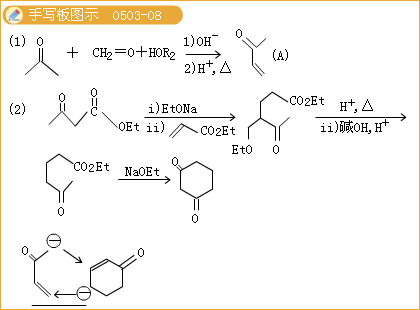 手写板图示 0503-08
(1) O + CH2=O+HOR2 1)OH⁻ 2)H⁺,△ O (A)
(2) O O OEt i)EtONa ii) CO2Et CO2Et O EtO H⁺,△ ii)碱OH,H⁺
CO2Et O NaOEt O O
O − − O